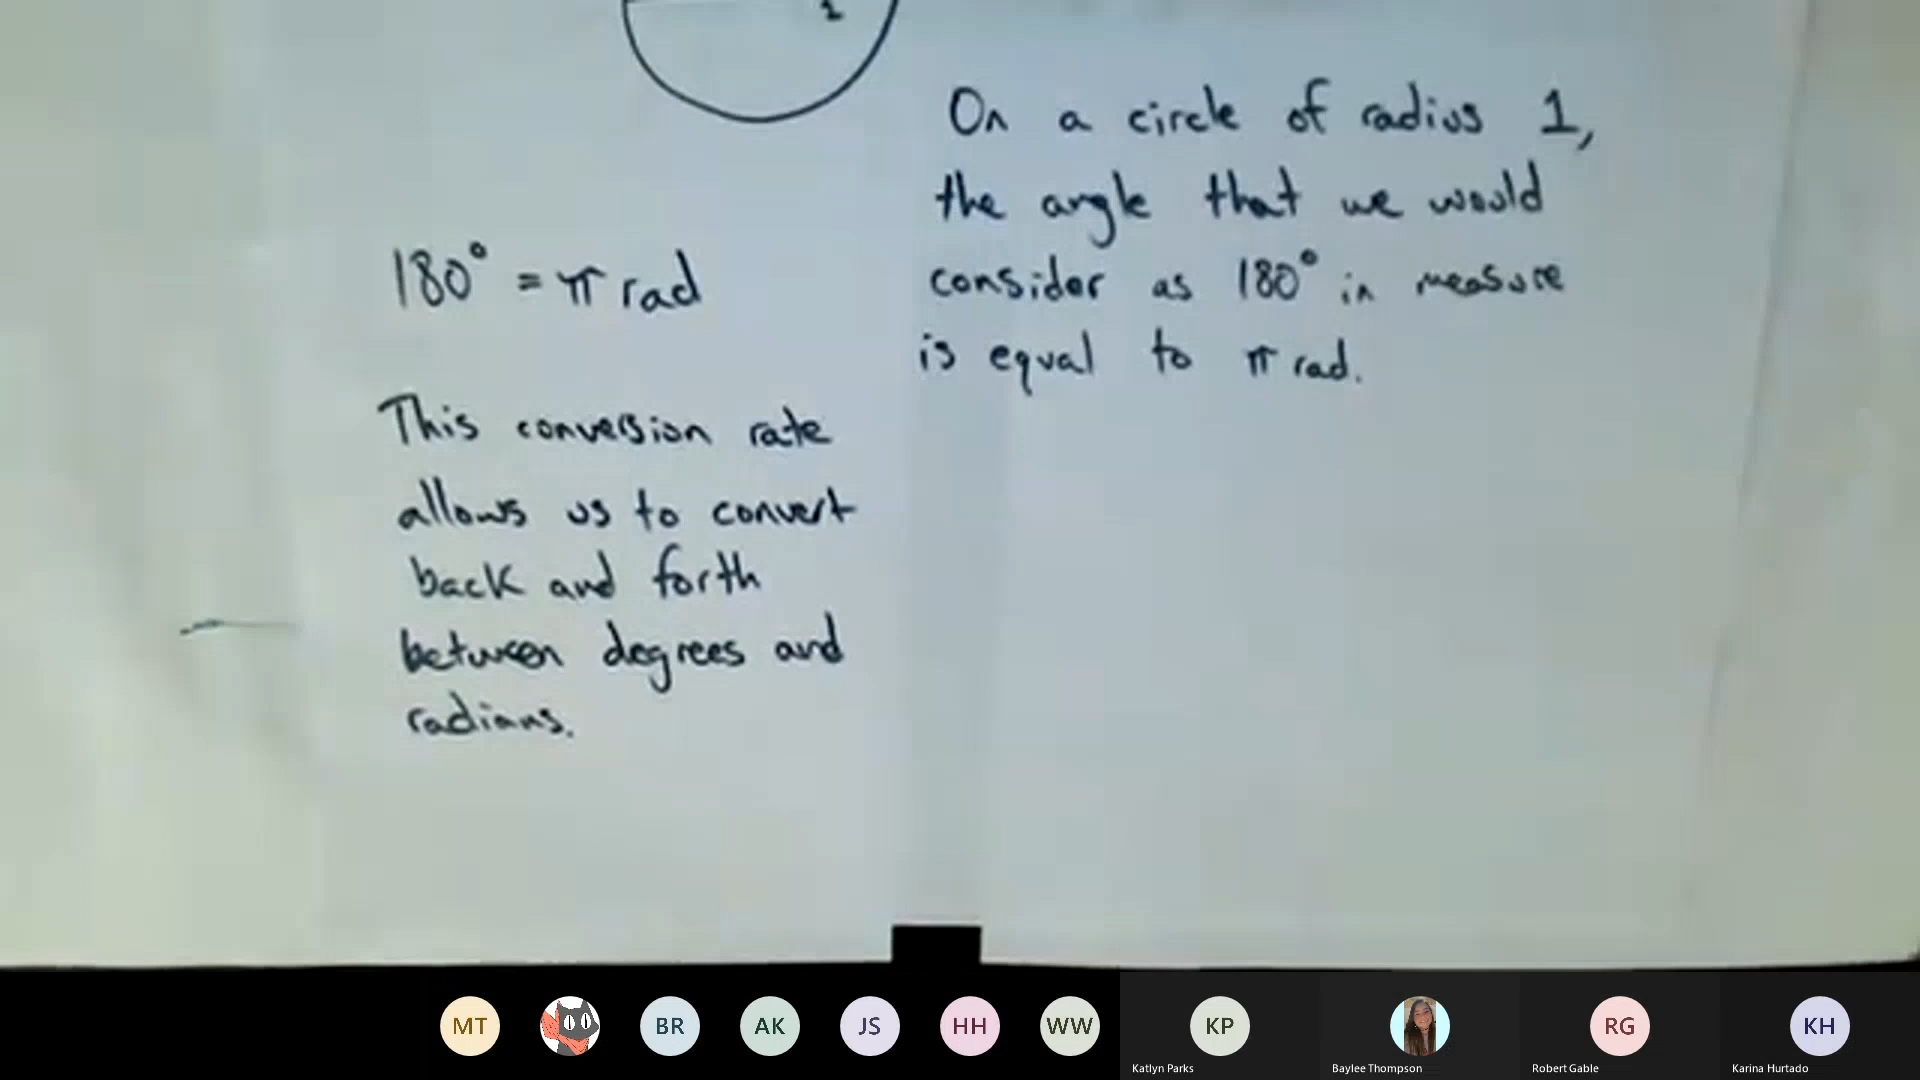 1
On a circle of radius 1,
the angle that we would
consider as 180° in measure
is equal to π rad.
180° = π rad
This conversion rate
allows us to convert
back and forth
between degrees and
radians.
MT
BR
AK
JS
HH
WW
KP
RG
KH
Katlyn Parks
Baylee Thompson
Robert Gable
Karina Hurtado